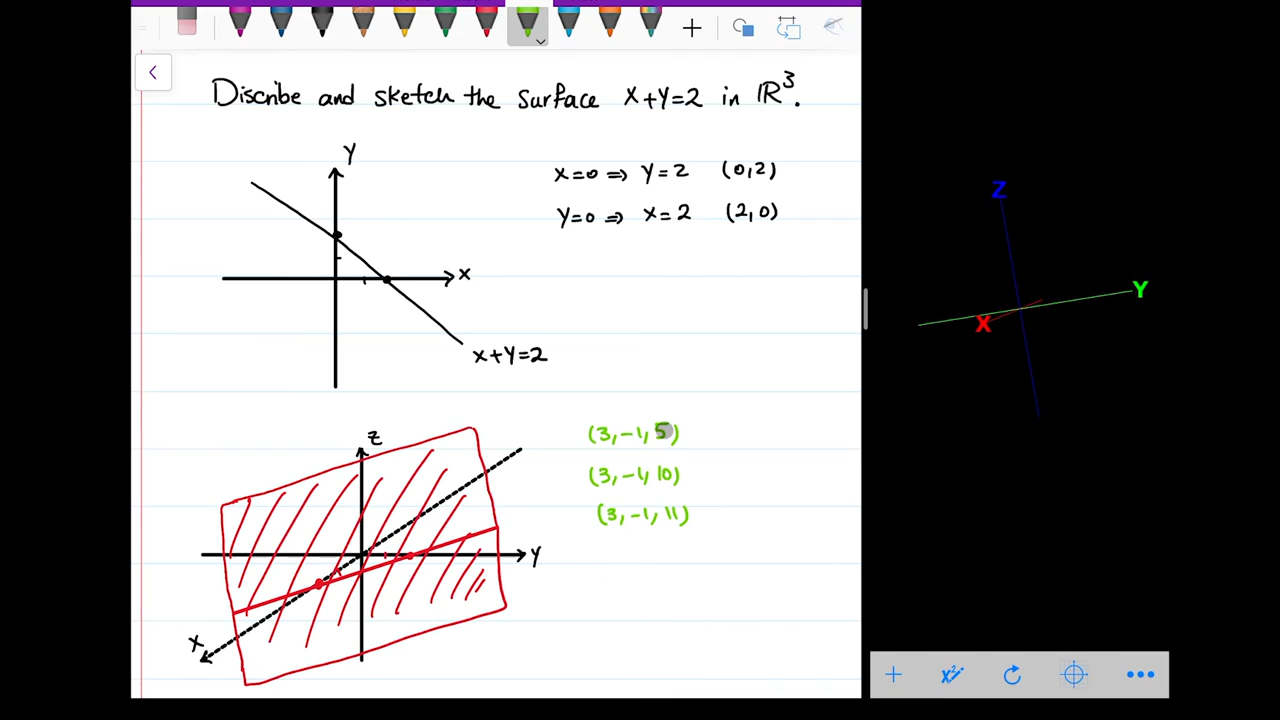 Discribe and sketch the surface x+y=2 in ℝ³.
Y
x=0 ⇒ y=2 (0,2)
y=0 ⇒ x=2 (2,0)
x
x+y=2
Z
Y
X
(3,-1,5)
(3,-1,10)
(3,-1,11)
Z
Y
X